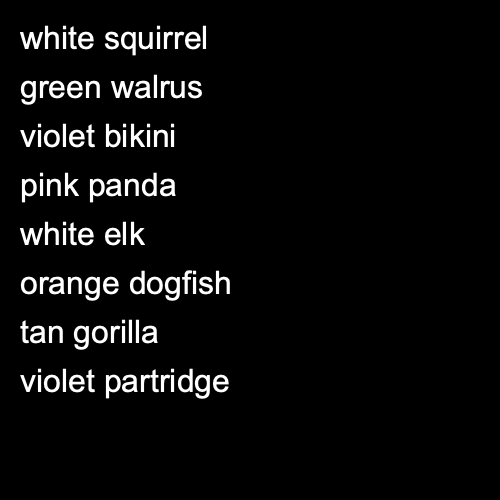 white squirrel
green walrus
violet bikini
pink panda
white elk
orange dogfish
tan gorilla
violet partridge